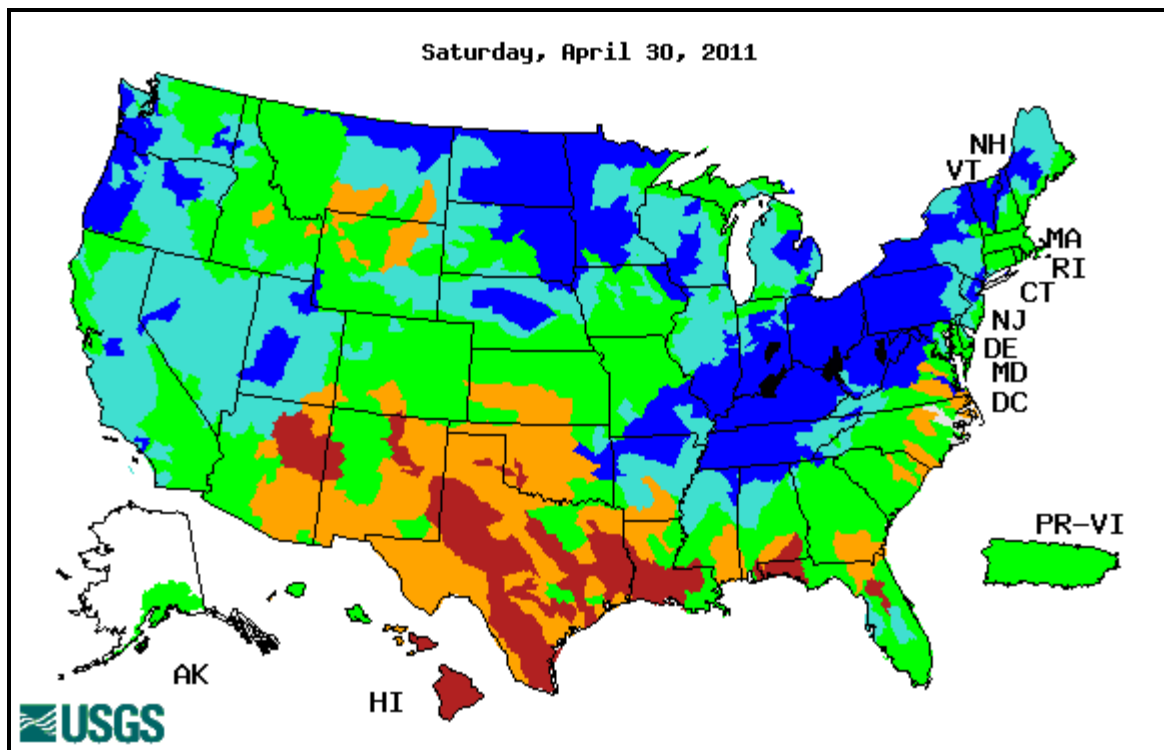 Saturday, April 30, 2011
NH
VT
MA
RI
CT
NJ
DE
MD
DC
PR-VI
AK
HI
USGS